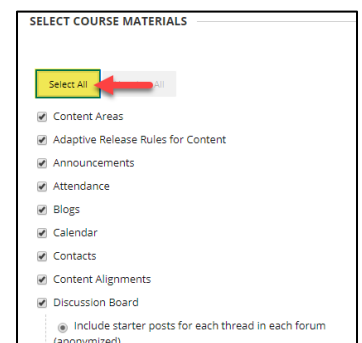 SELECT COURSE MATERIALS
Select All All
Content Areas
Adaptive Release Rules for Content
Announcements
Attendance
Blogs
Calendar
Contacts
Content Alignments
Discussion Board
Include starter posts for each thread in each forum
(anonymized)